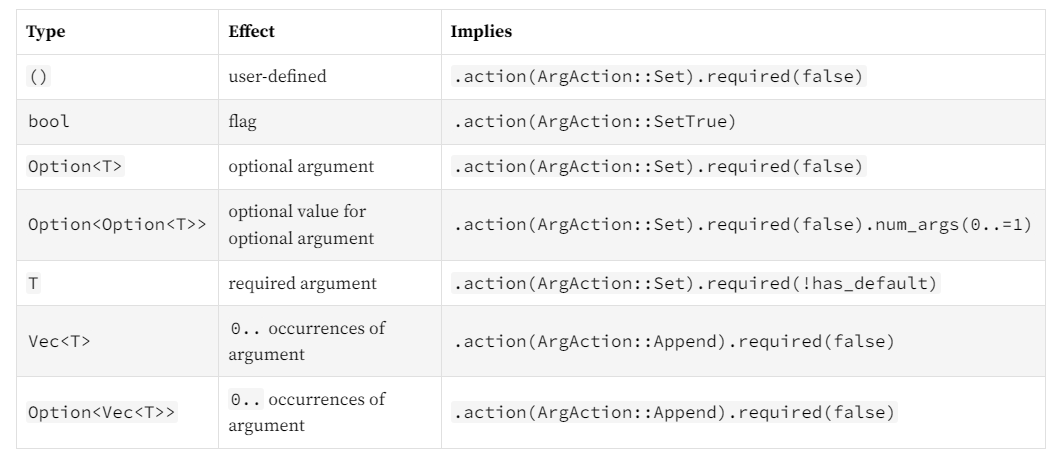 Type Effect Implies
() user-defined .action(ArgAction::Set).required(false)
bool flag .action(ArgAction::SetTrue)
Option<T> optional argument .action(ArgAction::Set).required(false)
Option<Option<T>> optional value for optional argument .action(ArgAction::Set).required(false).num_args(0..=1)
T required argument .action(ArgAction::Set).required(!has_default)
Vec<T> 0.. occurrences of argument .action(ArgAction::Append).required(false)
Option<Vec<T>> 0.. occurrences of argument .action(ArgAction::Append).required(false)